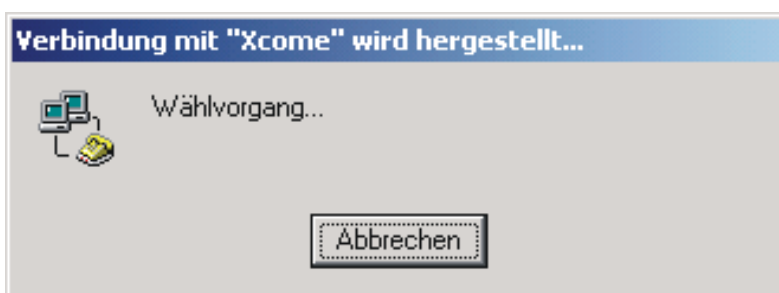 Verbindung mit "Xcome" wird hergestellt...
Wählvorgang...
Abbrechen